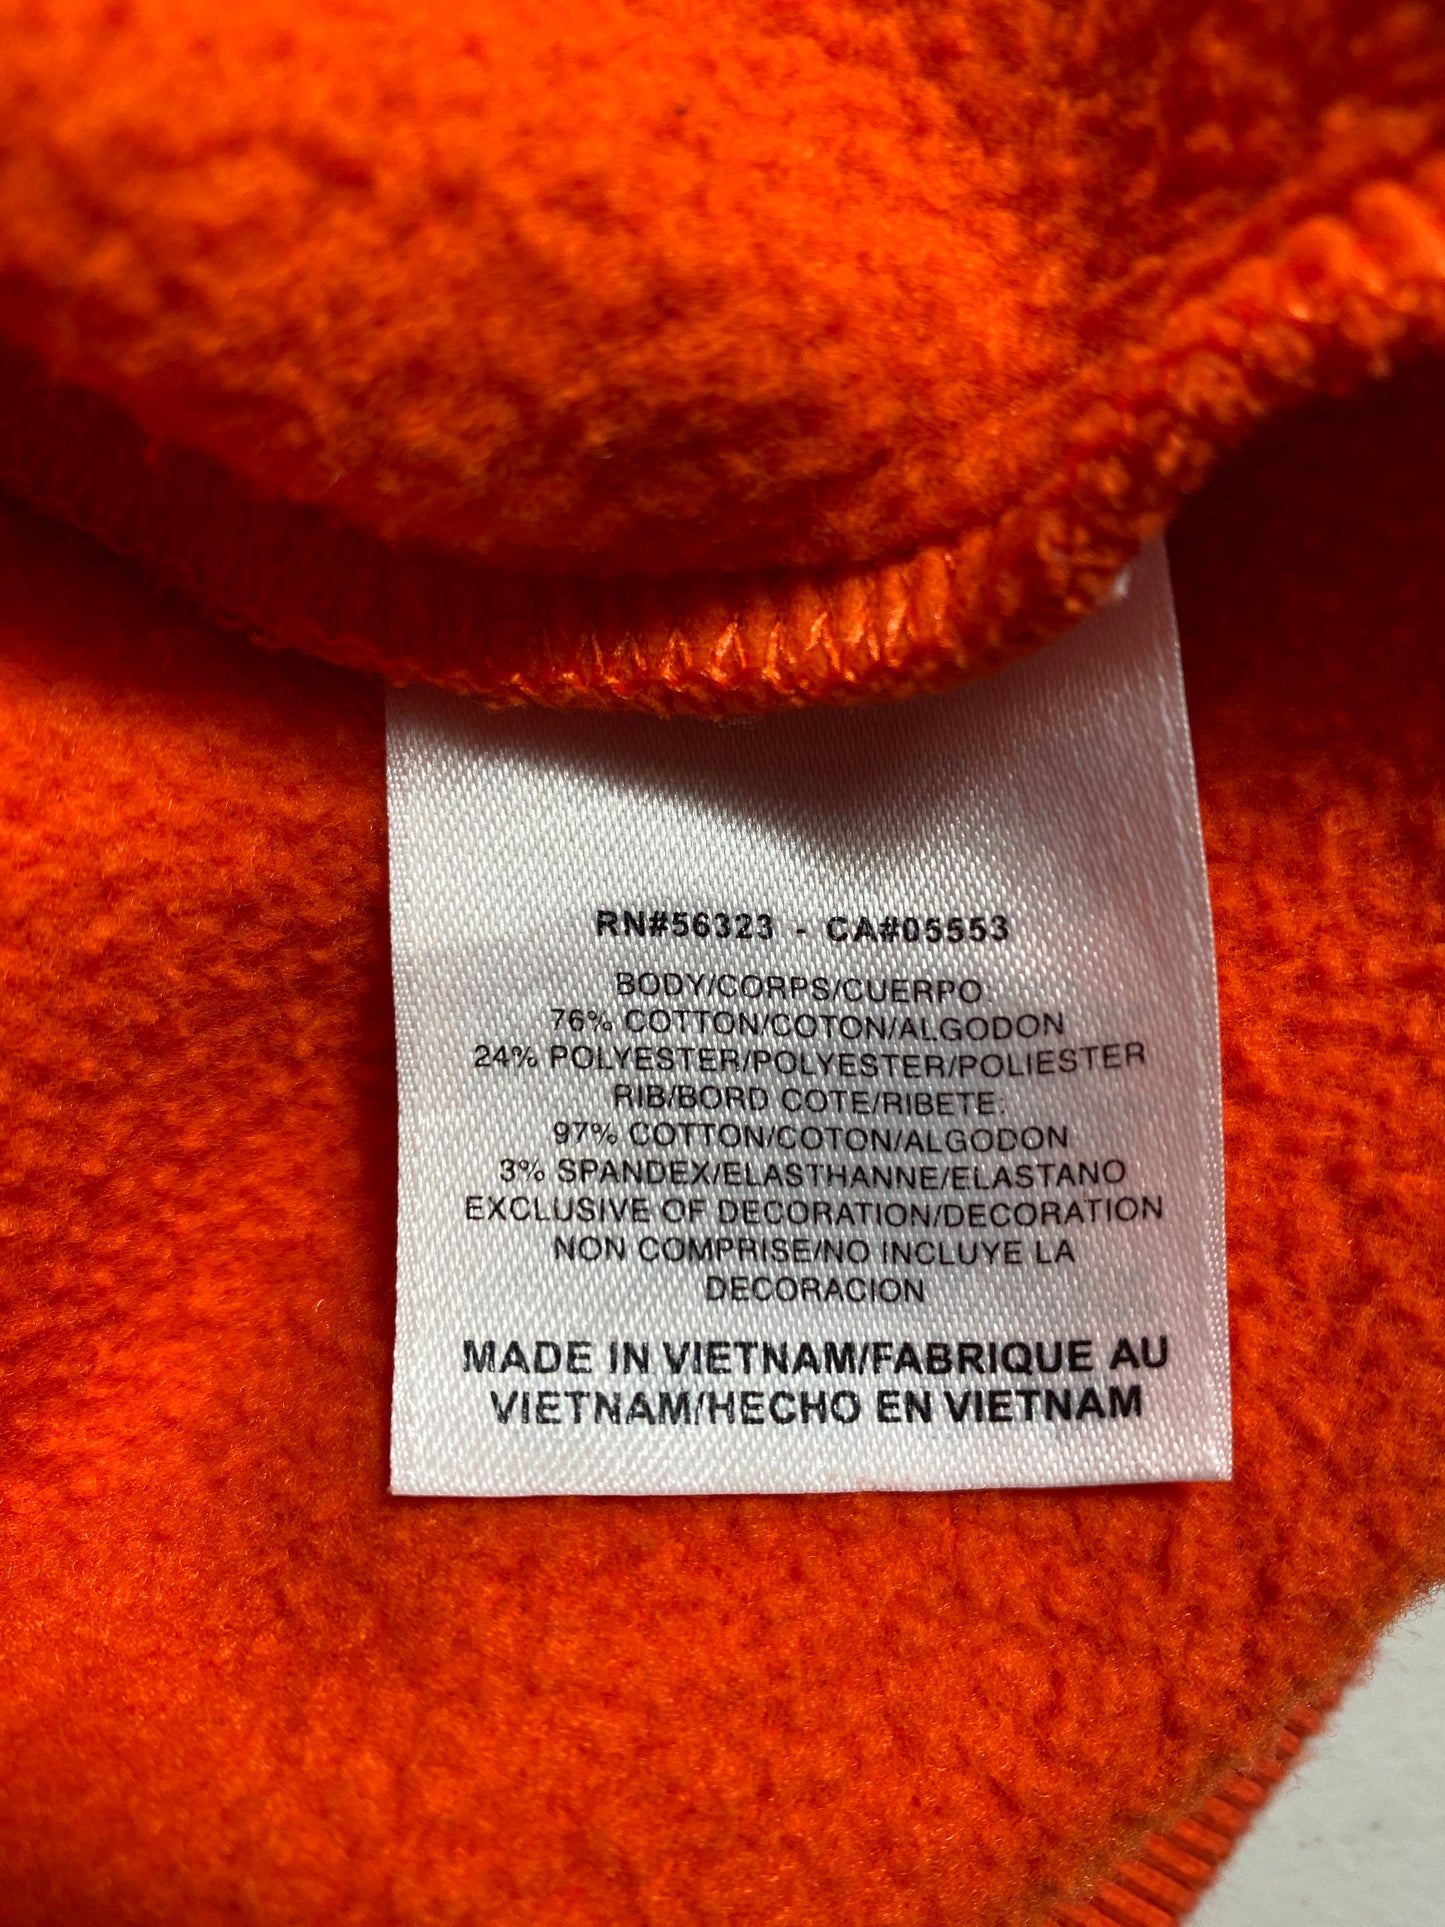 RN#56323 - CA#05553
BODY/CORPS/CUERPO
76% COTTON/COTON/ALGODON
24% POLYESTER/POLYESTER/POLIESTER
RIB/BORD COTE/RIBETE:
97% COTTON/COTON/ALGODON
3% SPANDEX/ELASTHANNE/ELASTANO
EXCLUSIVE OF DECORATION/DECORATION
NON COMPRISE/NO INCLUYE LA
DECORACION
MADE IN VIETNAM/FABRIQUE AU
VIETNAM/HECHO EN VIETNAM